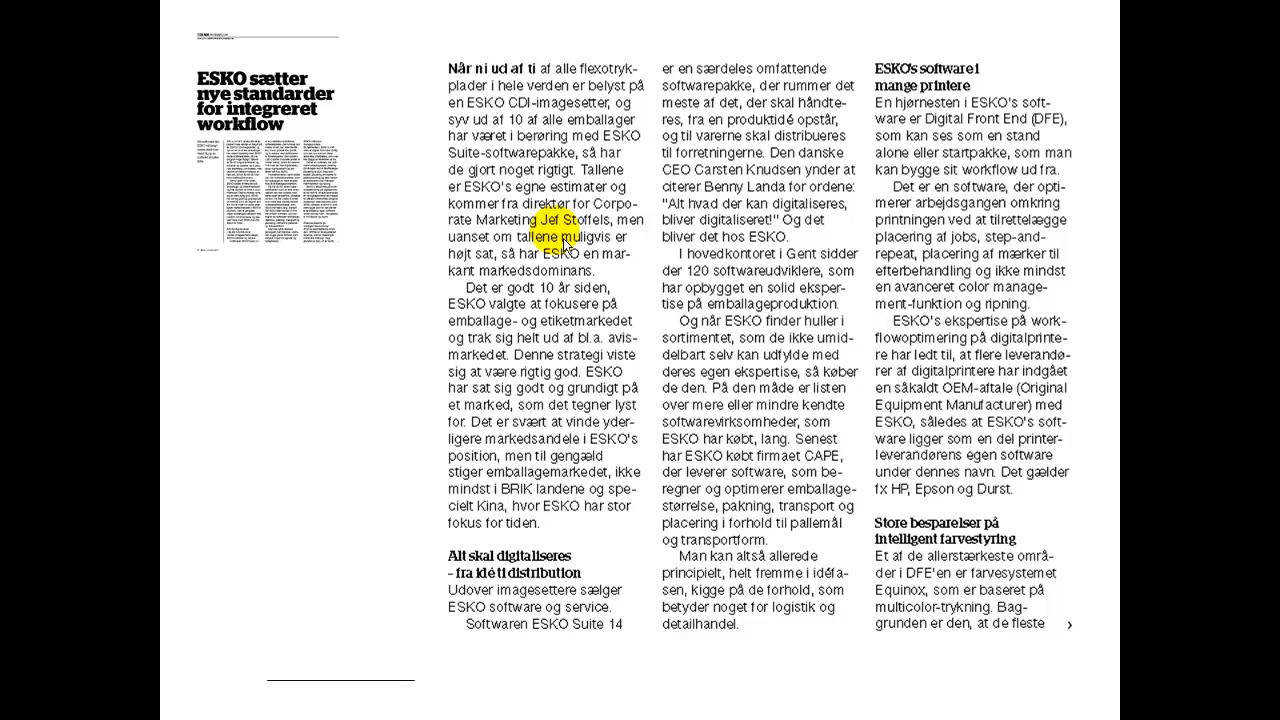 ESKO sætter
nye standarder
for integreret
workflow
Når ni ud af ti af alle flexotryk-
plader i hele verden er belyst på
en ESKO CDI-imagesetter, og
syv ud af 10 af alle emballager
har været i berøring med ESKO
Suite softwarepakke, så har
de gjort noget rigtigt. Tallene
er ESKO's egne estimater og
kommer fra direktør for Corpo-
rate Marketing Jef Stoffels, men
uanset om tallene muligvis er
højt sat, så har ESKO en mar-
kant markedsdominans.
Det er godt 10 år siden,
ESKO valgte at fokusere på
emballage- og etiketmarkedet
og trak sig helt ud af bl.a. avis-
markedet. Denne strategi viste
sig at være rigtig god. ESKO
har sat sig godt og grundigt på
et marked, som det tegner lyst
for. Det er svært at vinde yder-
ligere markedsandele i ESKO's
position, men til gengæld
stiger emballagemarkedet, ikke
mindst i BRIK landene og spe-
cielt Kina, hvor ESKO har stor
fokus for tiden.
Alt skal digitaliseres
– fra idé ti distribution
Udover imagesettere sælger
ESKO software og service.
Softwaren ESKO Suite 14
er en særdeles omfattende
softwarepakke, der rummer det
meste af det, der skal håndte-
res, fra en produktidé opstår,
og til varerne skal distribueres
ud til detailledet. Den danske
CEO Carsten Knudsen ynder at
bruge Neelie Kroes ord fra
EU's Digitale Agenda for ordene:
"Alt hvad der kan digitaliseres,
vil blive digitaliseret!" Og det
lever de efter i ESKO.
I hovedkontoret i Gent sidder
der 120 softwareudviklere, som
har opbygget en solid eksper-
tise på emballageproduktion.
Og når ESKO finder huller i
sortimentet, som de ikke umid-
delbart selv kan udfylde med
deres egen ekspertise, så køber
de den. På den måde er listen
over mere eller mindre kendte
softwarevirksomheder, som
ESKO har købt, lang. Senest
har ESKO købt firmaet CAPE,
der leverer software, som be-
regner og optimerer emballage-
størrelse, pakning, transport og
placering i forhold til pallemål
og transportform.
Man kan altså allerede
principielt, helt fremme i idéfa-
sen, kigge på de forhold, som
betyder noget for logistik og
detailhandel.
ESKO's software i
mange printere
En hjørnesten i ESKO's soft-
ware er Digital Front End (DFE),
som sælges som en stand
alone eller en platform, man
kan bygge sit workflow ud fra.
Det er et modul, der opti-
merer arbejdsgangen omkring
printningen ved at tilrettelægge
placering af jobs, step-and-
repeat, placering af mærker til
efterbehandling og ikke mindst
en avanceret color manage-
ment-funktion og ripning.
ESKO's ekspertise på work-
flowoptimering på digitalprinte-
re har ledt til, at flere leverandø-
rer af digitalprintere har indgået
en såkaldt OEM-aftale (Original
Equipment Manufacturer) med
ESKO, således at ESKO's soft-
ware ligger som en del printer-
leverandørens egen software
under dennes navn. Det gælder
fx HP, Epson og Durst.
Store besparelser på
intelligent farvestyring
Et af de allerstærkeste områ-
der i DFE'en er farvesystemet
Equinox, som er baseret på
multicolor-trykning. Bag-
grunden er den, at de fleste ›